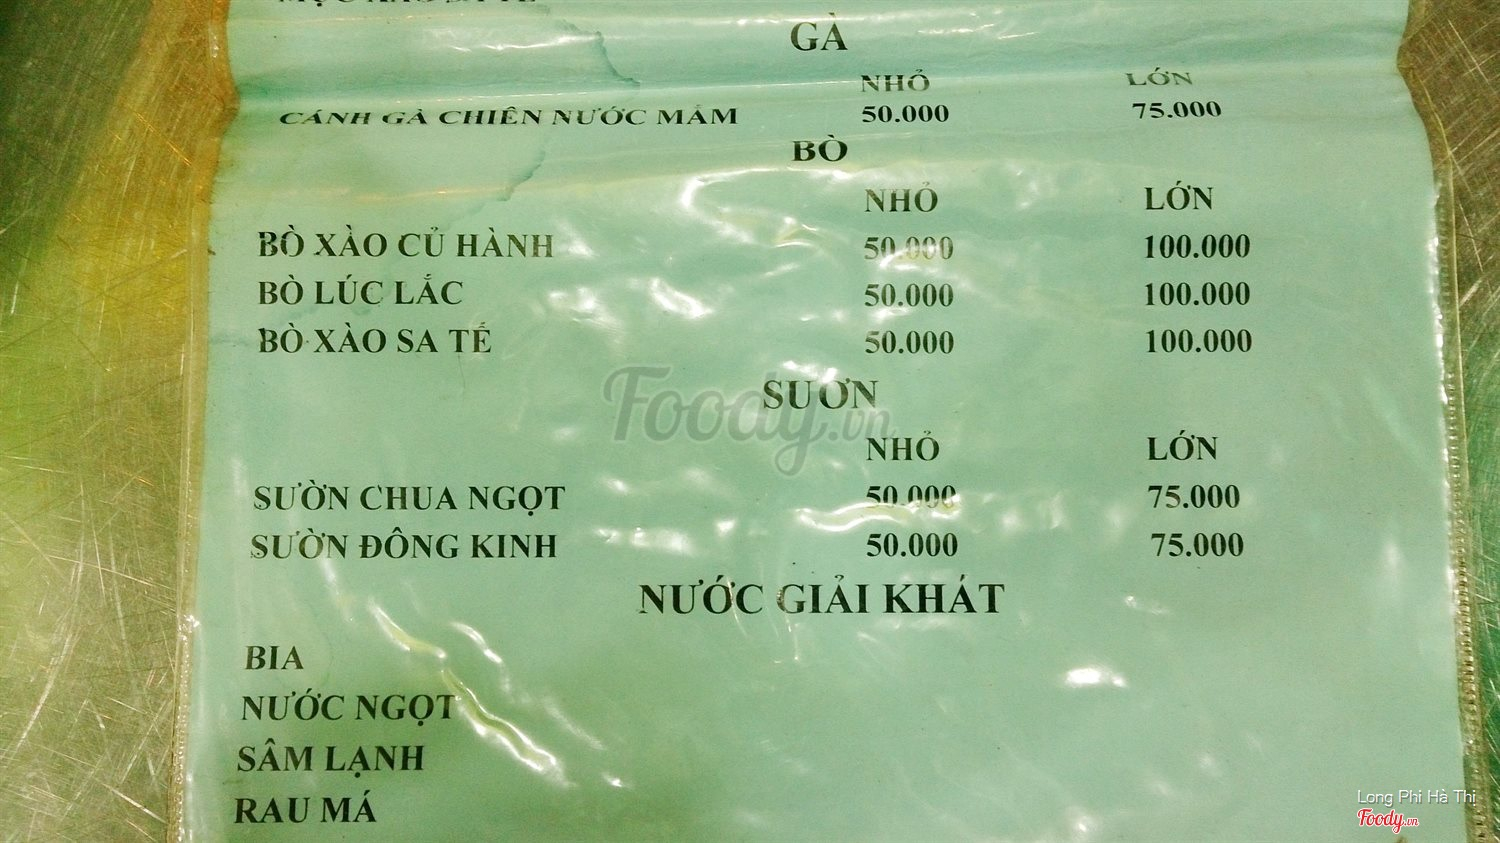 GÀ
NHỎ LỚN
CÁNH GÀ CHIÊN NƯỚC MẮM 50.000 75.000
BÒ
NHỎ LỚN
BÒ XÀO CỦ HÀNH 50.000 100.000
BÒ LÚC LẮC 50.000 100.000
BÒ XÀO SA TẾ 50.000 100.000
SUƠN
Foody.vn
NHỎ LỚN
SƯỜN CHUA NGỌT 50.000 75.000
SƯỜN ĐÔNG KINH 50.000 75.000
NƯỚC GIẢI KHÁT
BIA
NƯỚC NGỌT
SÂM LẠNH
RAU MÁ
Long Phi Hà Thi
Foody.vn